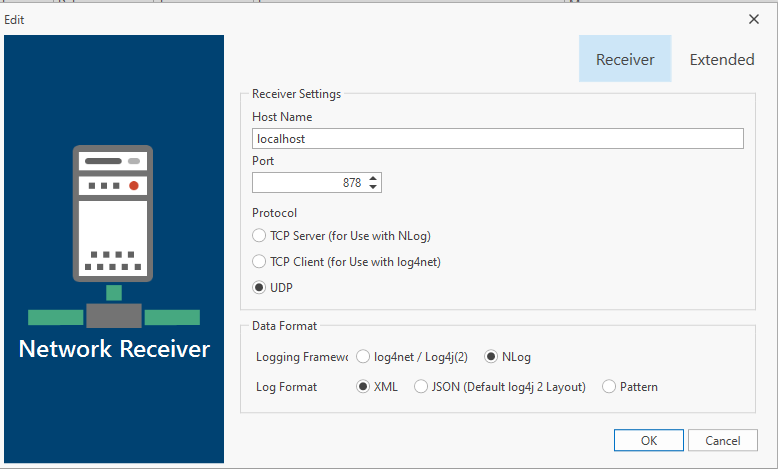 Edit
Receiver Extended
Receiver Settings
Host Name
localhost
Port
878
Protocol
TCP Server (for Use with NLog)
TCP Client (for Use with log4net)
UDP
Network Receiver
Data Format
Logging Framewo log4net / Log4j(2) NLog
Log Format XML JSON (Default log4j 2 Layout) Pattern
OK Cancel